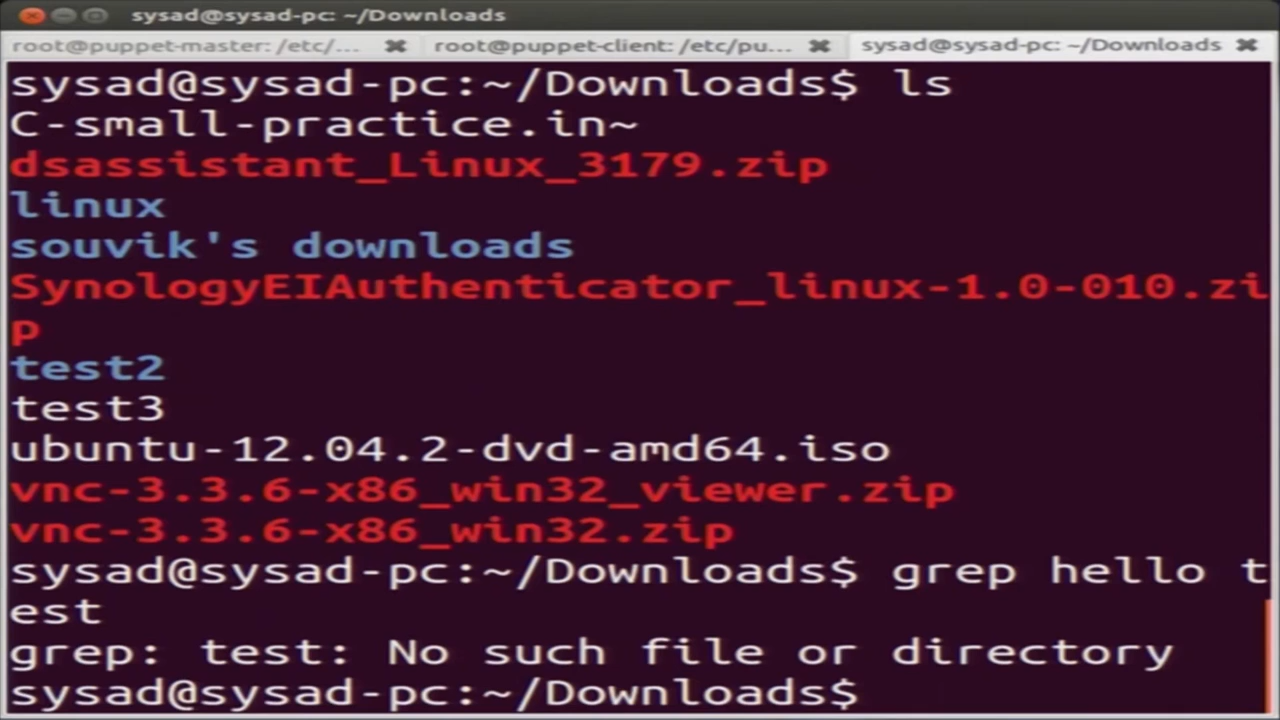 sysad@sysad-pc: ~/Downloads
root@puppet-master: /etc/... root@puppet-client: /etc/pu... sysad@sysad-pc: ~/Downloads
sysad@sysad-pc:~/Downloads$ ls
C-small-practice.in~
dsassistant_Linux_3179.zip
linux
souvik's downloads
SynologyEIAuthenticator_linux-1.0-010.zi
p
test2
test3
ubuntu-12.04.2-dvd-amd64.iso
vnc-3.3.6-x86_win32_viewer.zip
vnc-3.3.6-x86_win32.zip
sysad@sysad-pc:~/Downloads$ grep hello t
est
grep: test: No such file or directory
sysad@sysad-pc:~/Downloads$